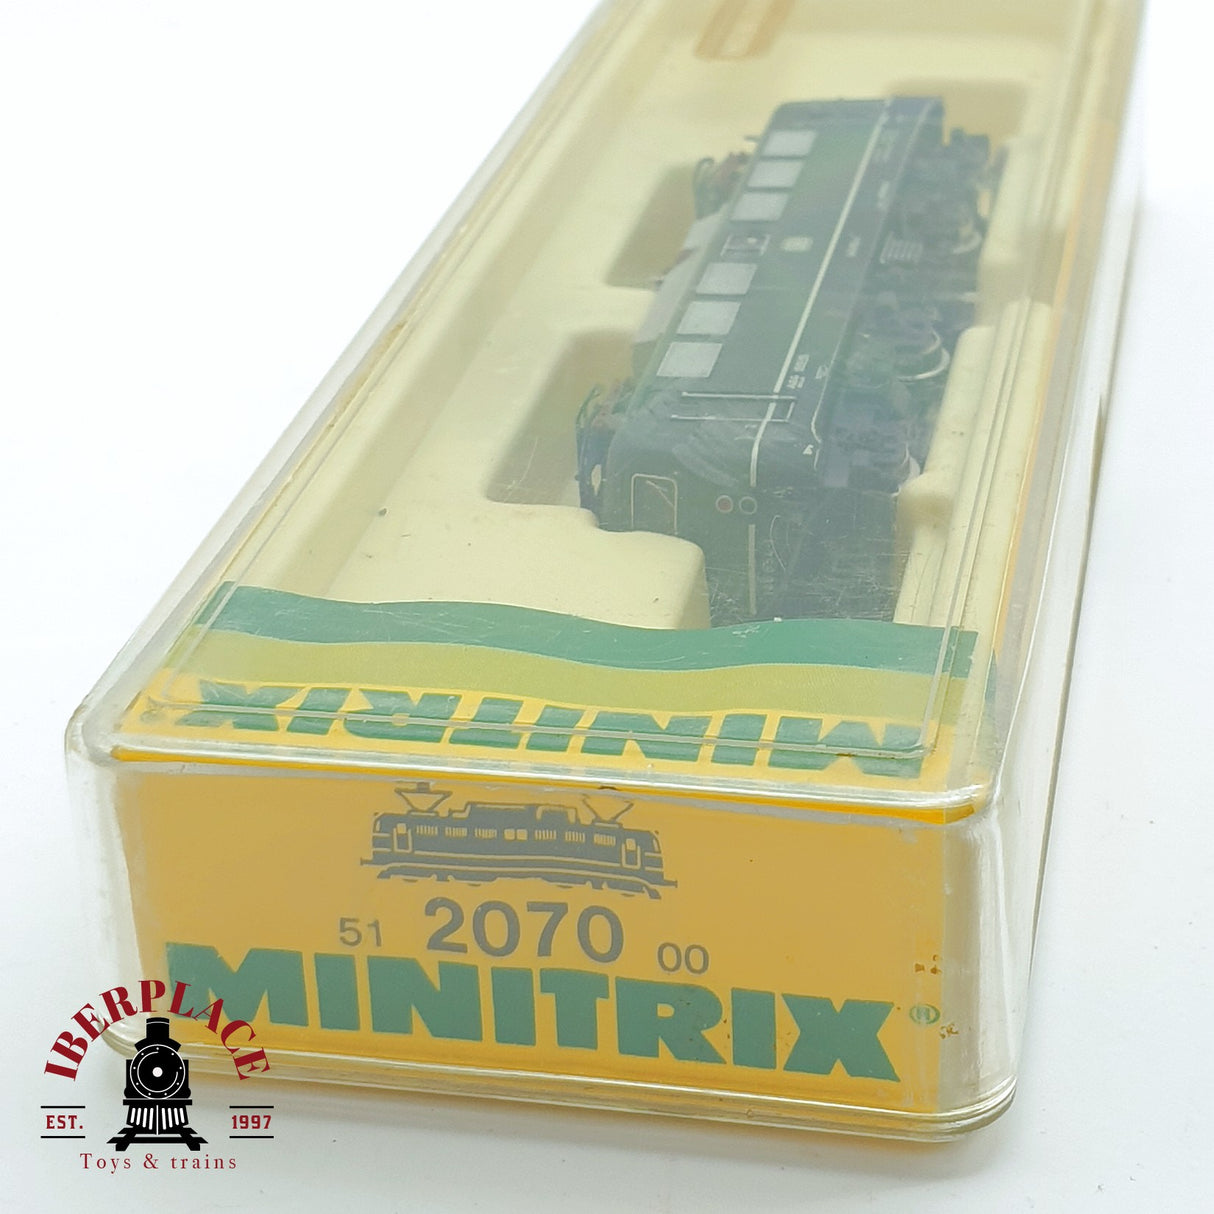 MINITRIX
51 2070 00
MINITRIX
IBERPLACE
EST. 1997
Toys & trains